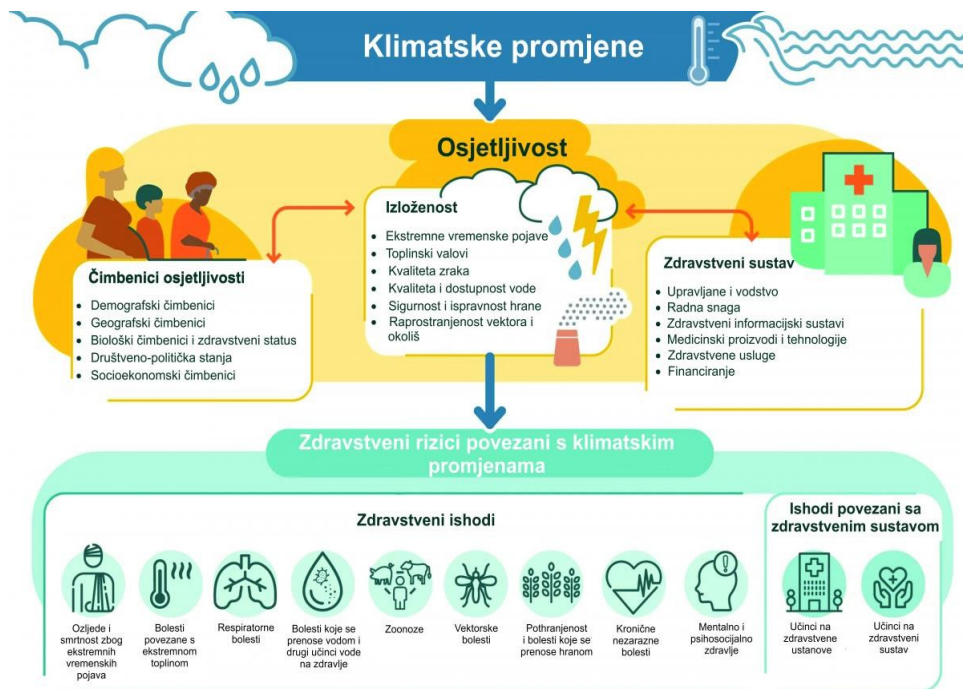 Klimatske promjene
Osjetljivost
Čimbenici osjetljivosti
• Demografski čimbenici
• Geografski čimbenici
• Biološki čimbenici i zdravstveni status
• Društveno-politička stanja
• Socioekonomski čimbenici
Izloženost
• Ekstremne vremenske pojave
• Toplinski valovi
• Kvaliteta zraka
• Kvaliteta i dostupnost vode
• Sigurnost i ispravnost hrane
• Raprostranjenost vektora i
okoliš
Zdravstveni sustav
• Upravljane i vodstvo
• Radna snaga
• Zdravstveni informacijski sustavi
• Medicinski proizvodi i tehnologije
• Zdravstvene usluge
• Financiranje
Zdravstveni rizici povezani s klimatskim
promjenama
Zdravstveni ishodi
Ozljede i
smrtnost zbog
ekstremnih
vremenskih
pojava
Bolesti
povezane s
ekstremnom
toplinom
Respiratorne
bolesti
Bolesti koje se
prenose vodom i
drugi učinci vode
na zdravlje
Zoonoze
Vektorske
bolesti
Pothranjenost
i bolesti koje se
prenose hranom
Kronične
nezarazne
bolesti
Mentalno i
psihosocijalno
zdravlje
Ishodi povezani sa
zdravstvenim sustavom
Učinci na
zdravstvene
ustanove
Učinci na
zdravstveni
sustav